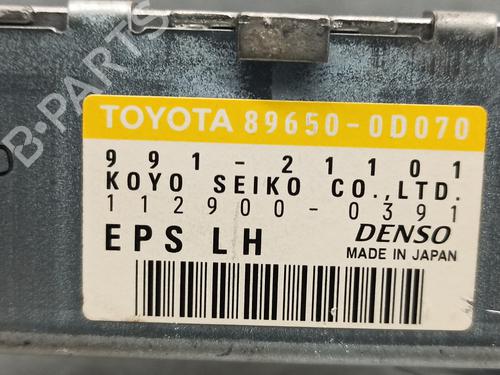 B-PARTS
TOYOTA 89650-0D070
991-21101
KOYO SEIKO CO.,LTD.
112900-0391
EPS LH
DENSO
MADE IN JAPAN